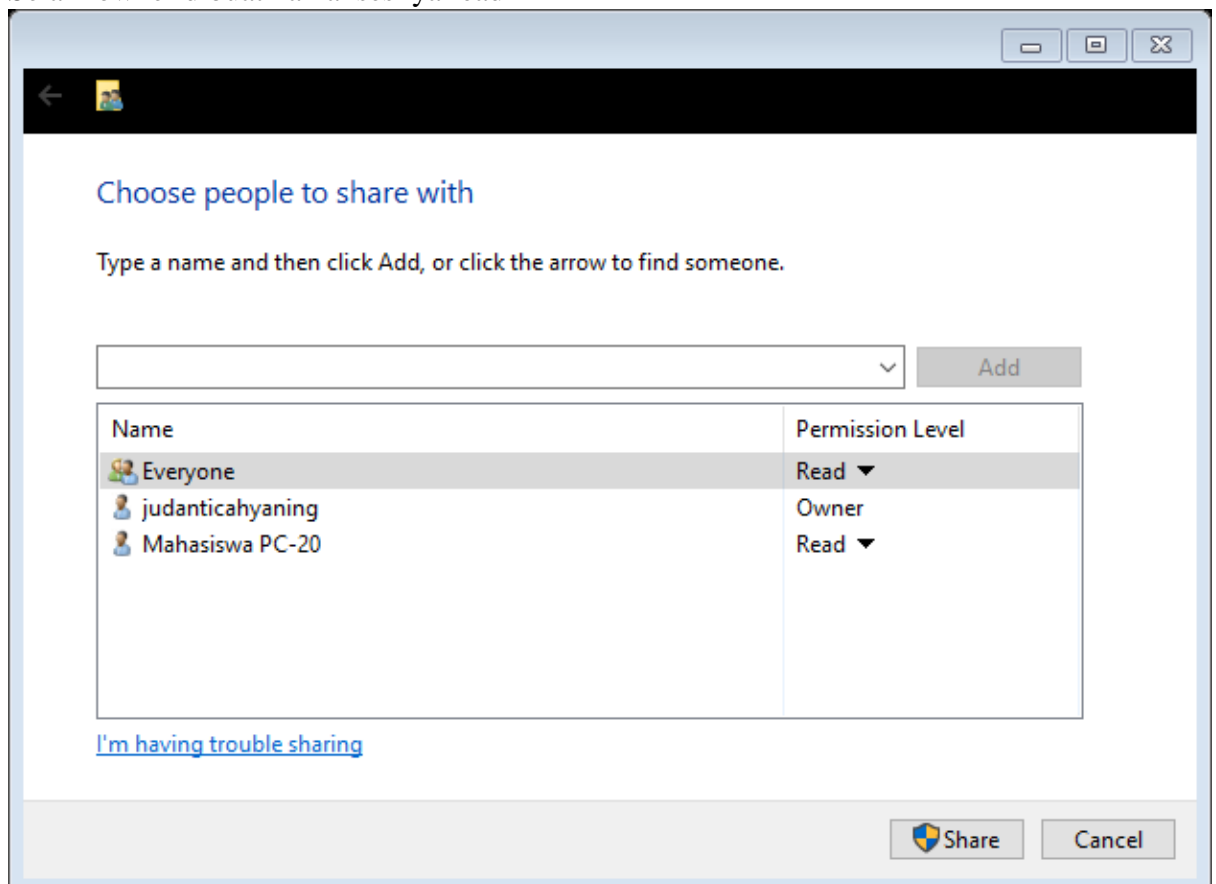 Choose people to share with
Type a name and then click Add, or click the arrow to find someone.
Add
Name Permission Level
Everyone Read
judanticahyaning Owner
Mahasiswa PC-20 Read
I'm having trouble sharing
Share Cancel